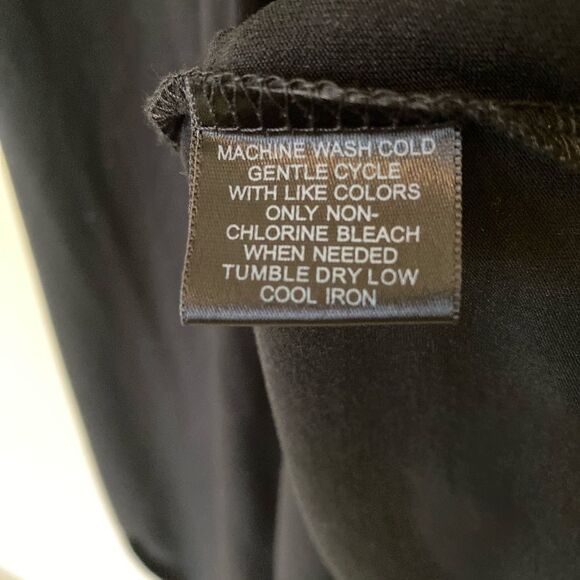 MACHINE WASH COLD
GENTLE CYCLE
WITH LIKE COLORS
ONLY NON-
CHLORINE BLEACH
WHEN NEEDED
TUMBLE DRY LOW
COOL IRON